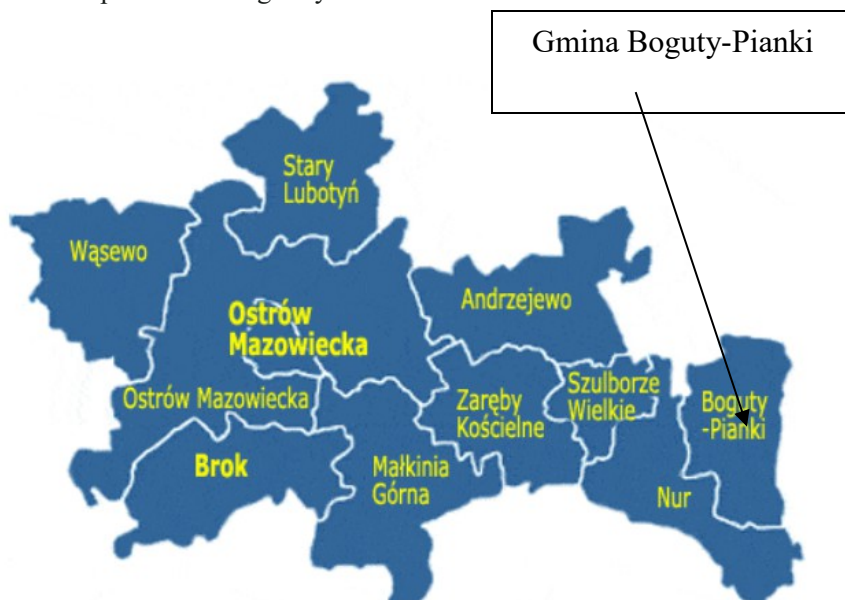 Gmina Boguty-Pianki
Stary
Lubotyń
Wąsewo
Andrzejewo
Ostrów
Mazowiecka
Ostrów Mazowiecka
Zaręby
Kościelne
Szulborze
Wielkie
Boguty
-Pianki
Brok
Małkinia
Górna
Nur